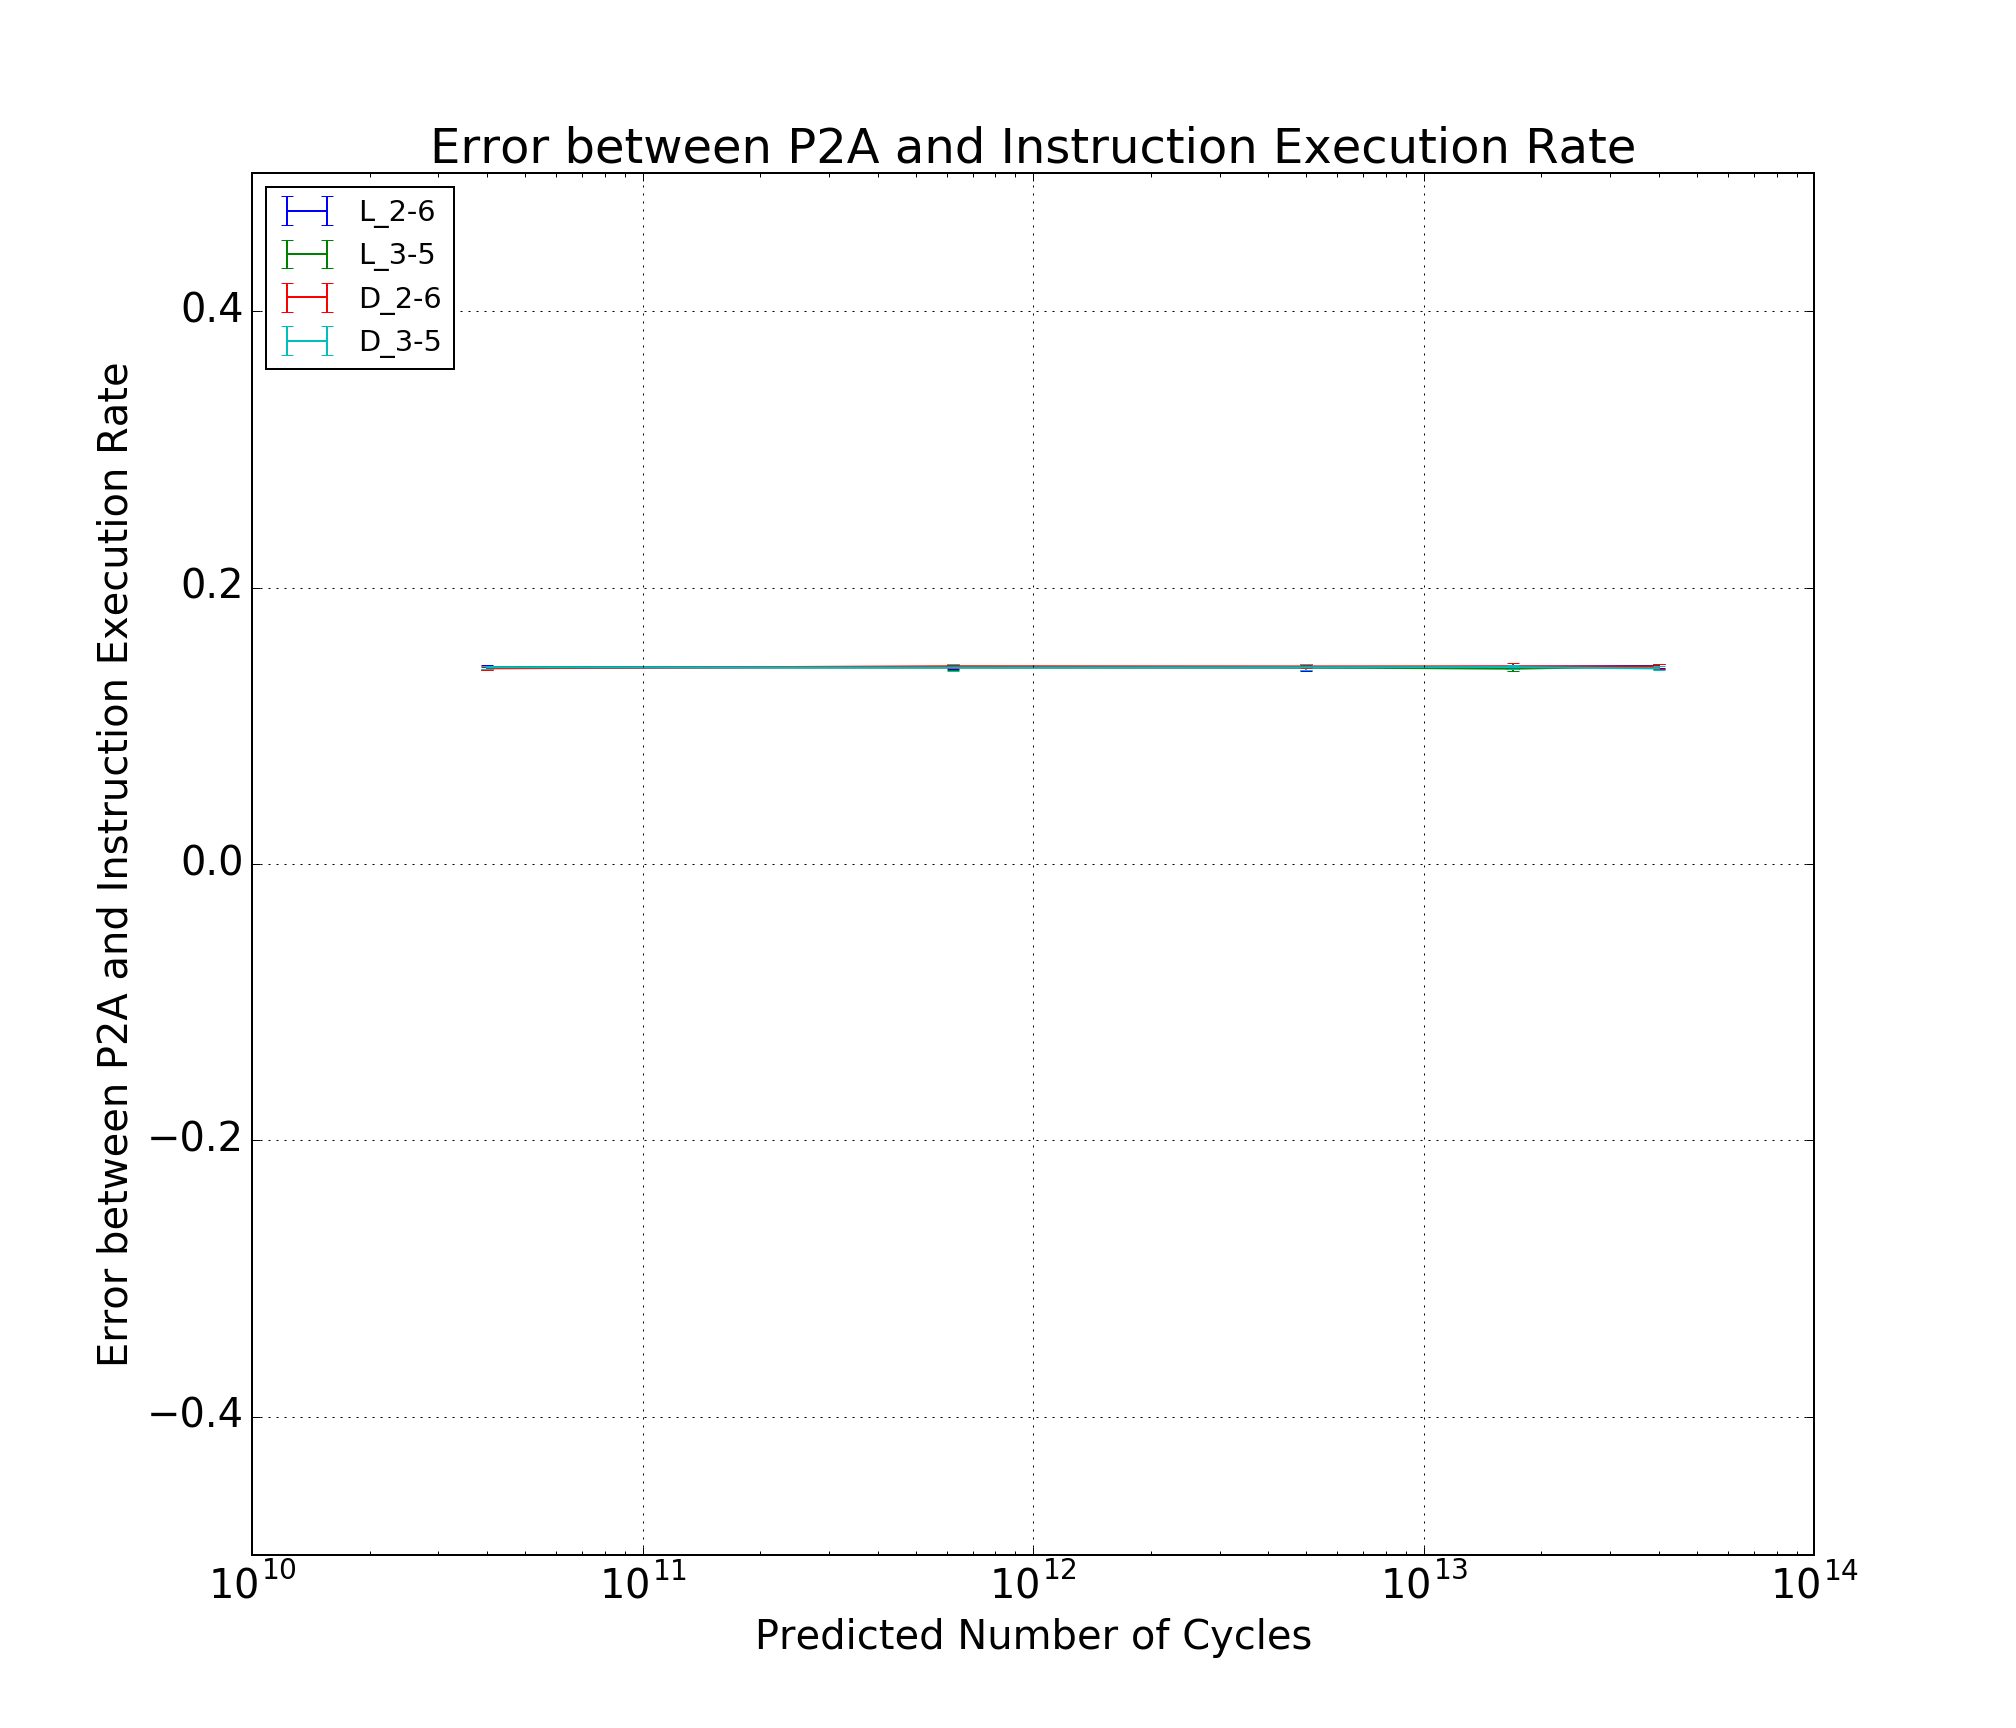 Error between P2A and Instruction Execution Rate
L_2-6
L_3-5
D_2-6
D_3-5
Error between P2A and Instruction Execution Rate
0.4
0.2
0.0
−0.2
−0.4
10^10 10^11 10^12 10^13 10^14
Predicted Number of Cycles